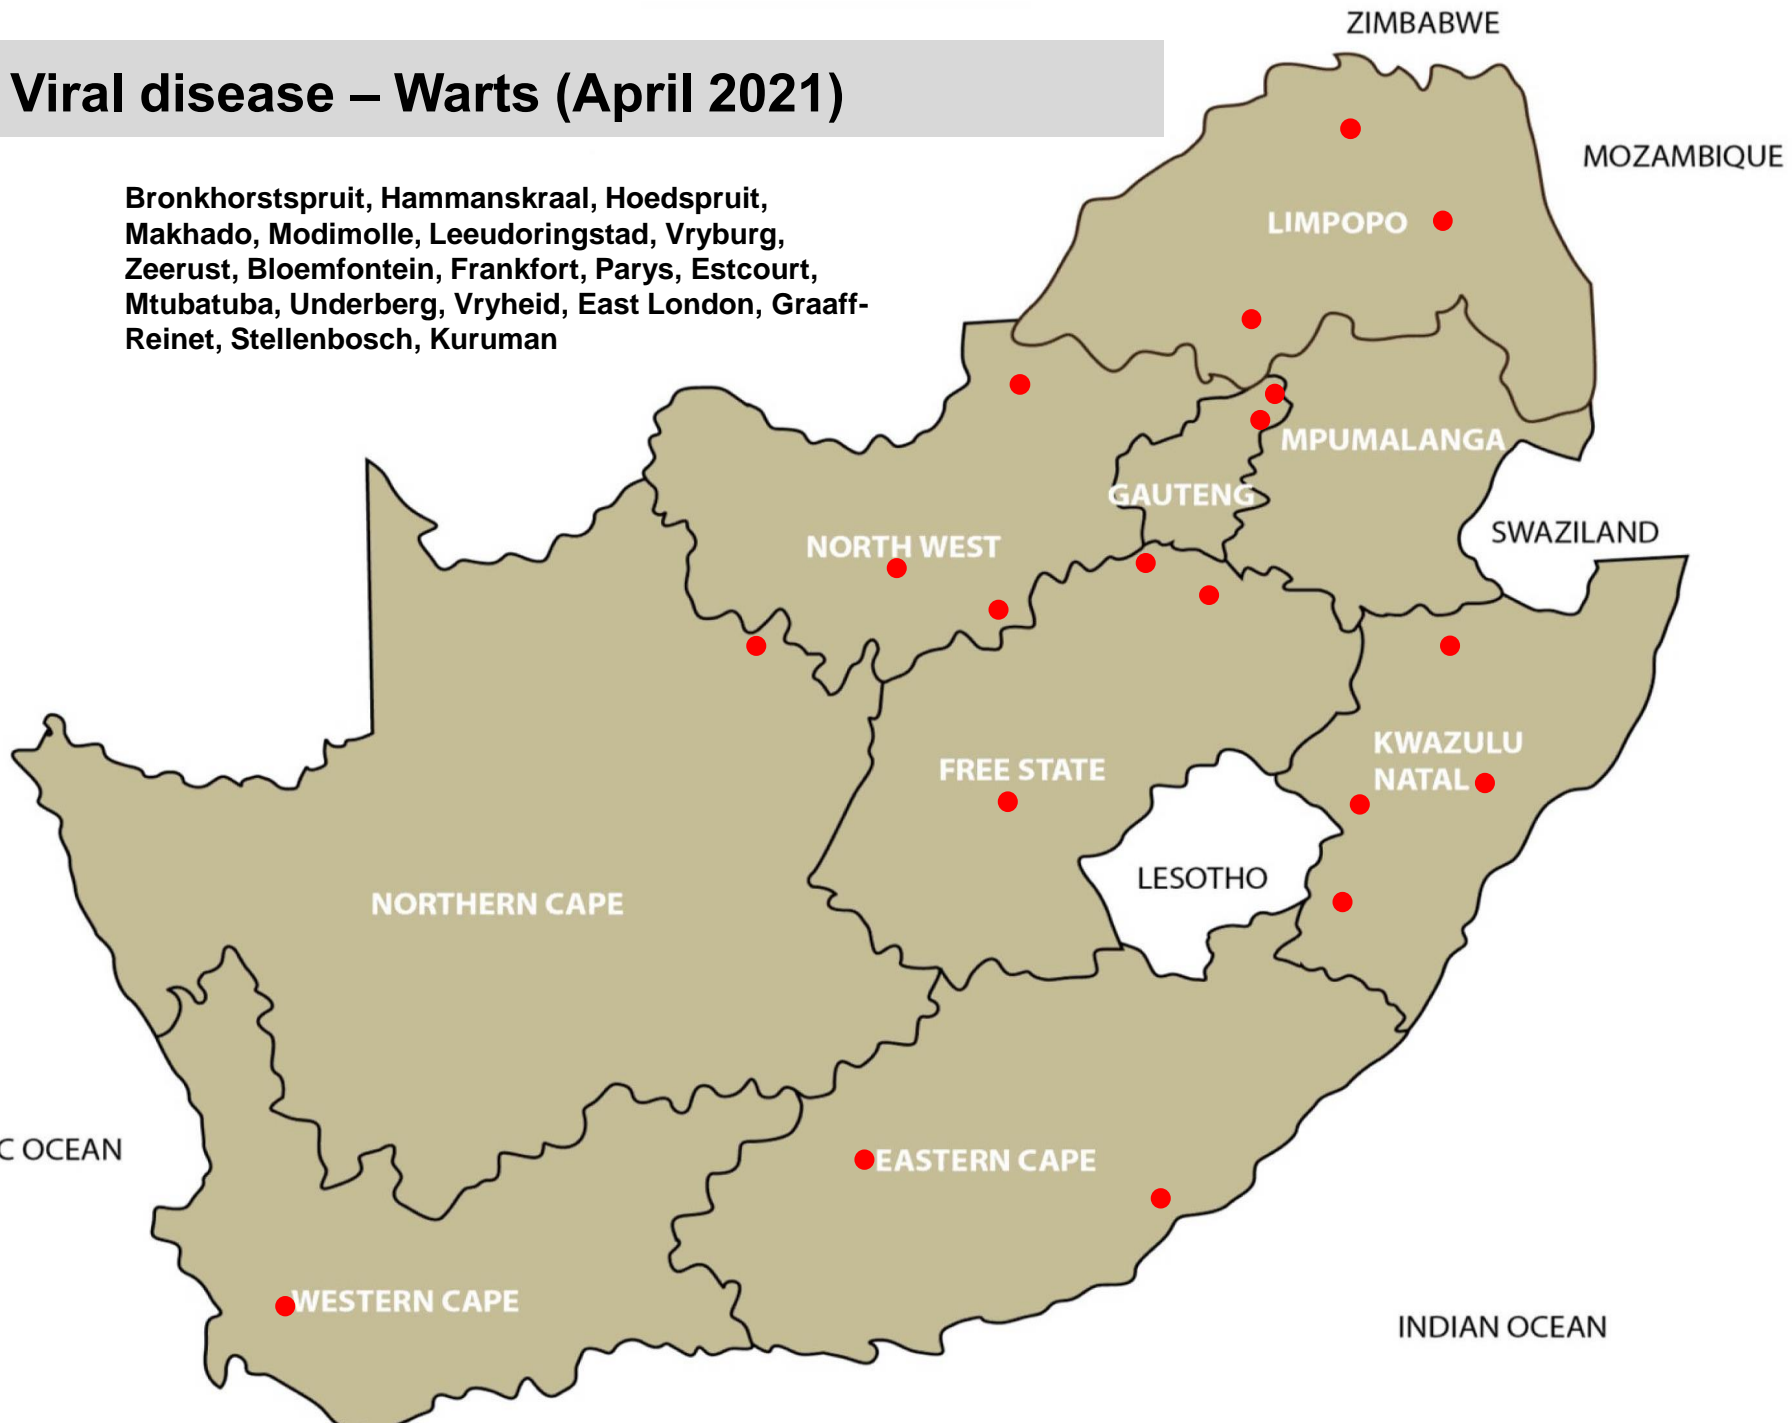 ZIMBABWE
Viral disease – Warts (April 2021)
MOZAMBIQUE
Bronkhorstspruit, Hammanskraal, Hoedspruit,
Makhado, Modimolle, Leeudoringstad, Vryburg,
Zeerust, Bloemfontein, Frankfort, Parys, Estcourt,
Mtubatuba, Underberg, Vryheid, East London, Graaff-
Reinet, Stellenbosch, Kuruman
LIMPOPO
MPUMALANGA
GAUTENG
SWAZILAND
NORTH WEST
KWAZULU
NATAL
FREE STATE
LESOTHO
NORTHERN CAPE
C OCEAN
EASTERN CAPE
WESTERN CAPE
INDIAN OCEAN